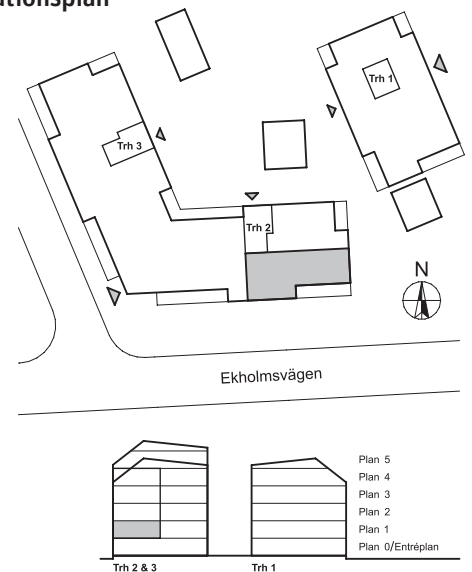 ationsplan
Trh 1
Trh 3
Trh 2
N
Ekholmsvägen
Plan 5
Plan 4
Plan 3
Plan 2
Plan 1
Plan 0/Entréplan
Trh 2 & 3
Trh 1